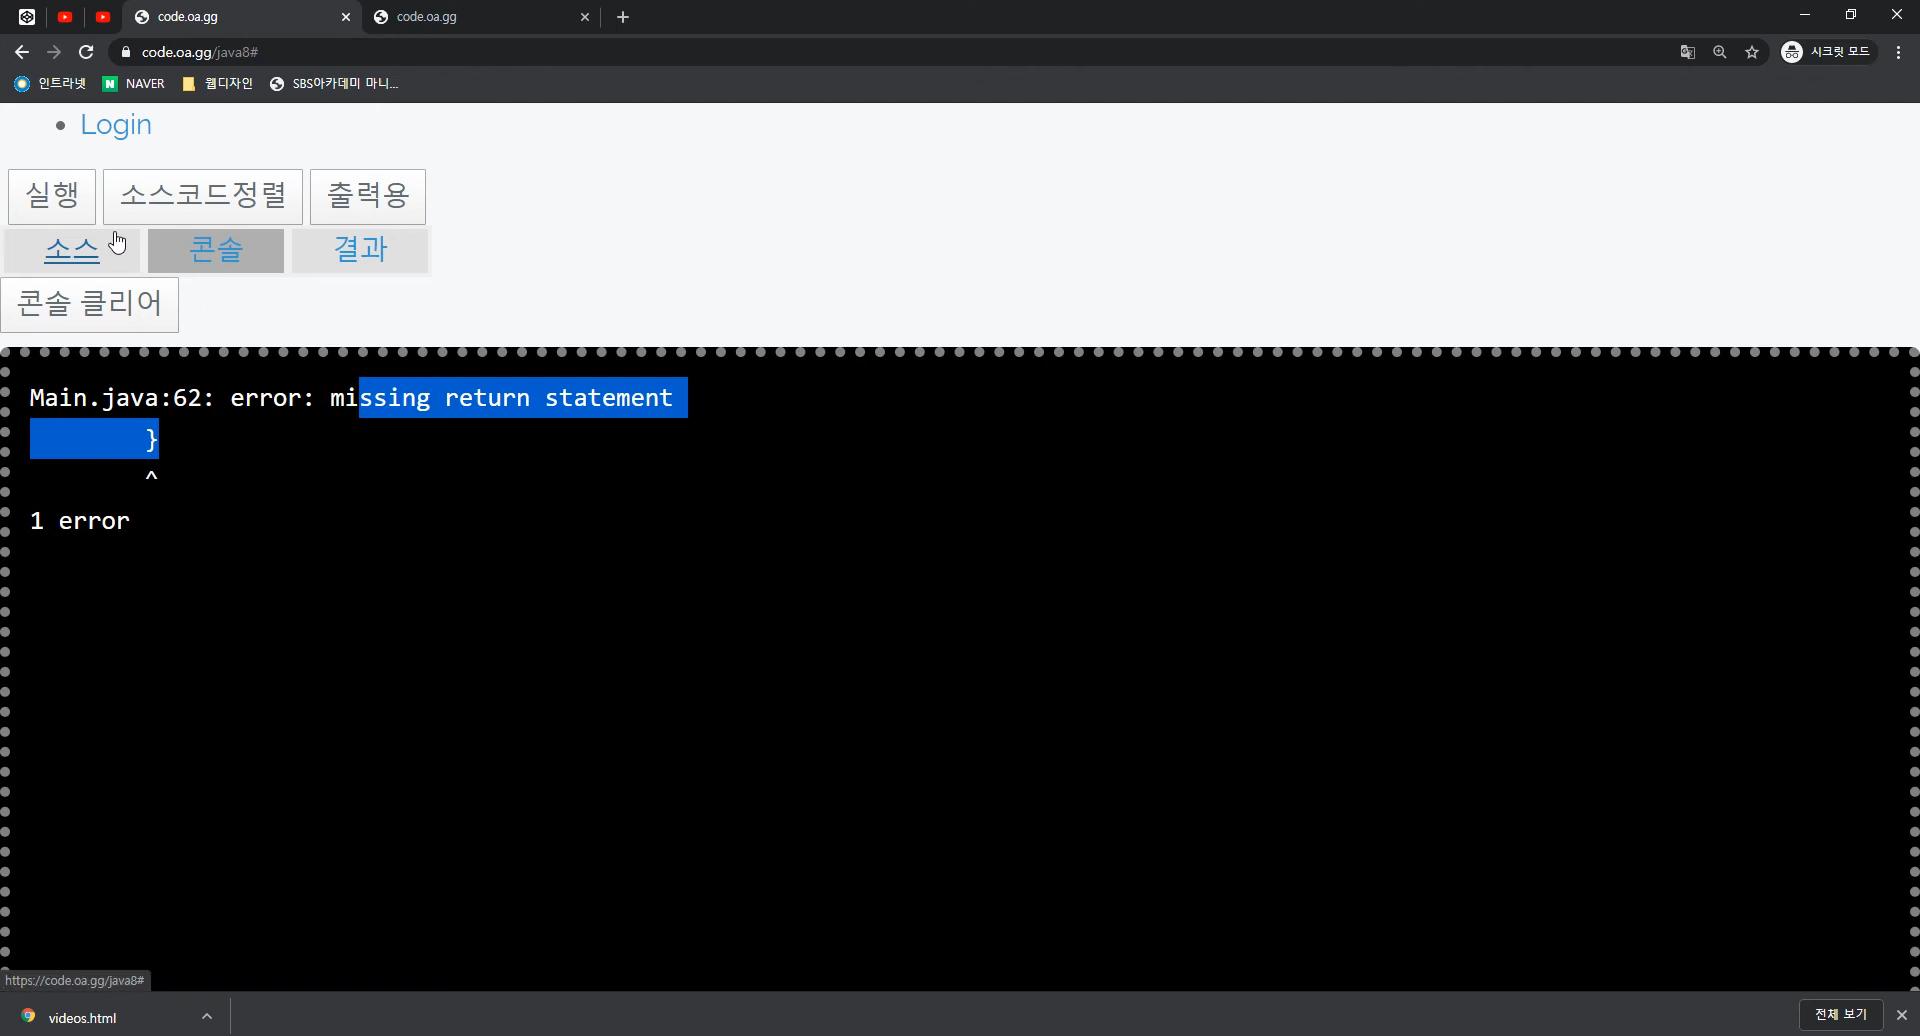 code.oa.gg
code.oa.gg
code.oa.gg/java8#
시크릿 모드
인트라넷
N NAVER
웹디자인
SBS아카데미 마니...
Login
실행 소스코드정렬 출력용
소스 콘솔 결과
콘솔 클리어
Main.java:62: error: missing return statement
}
^
1 error
https://code.oa.gg/java8#
videos.html
전체 보기